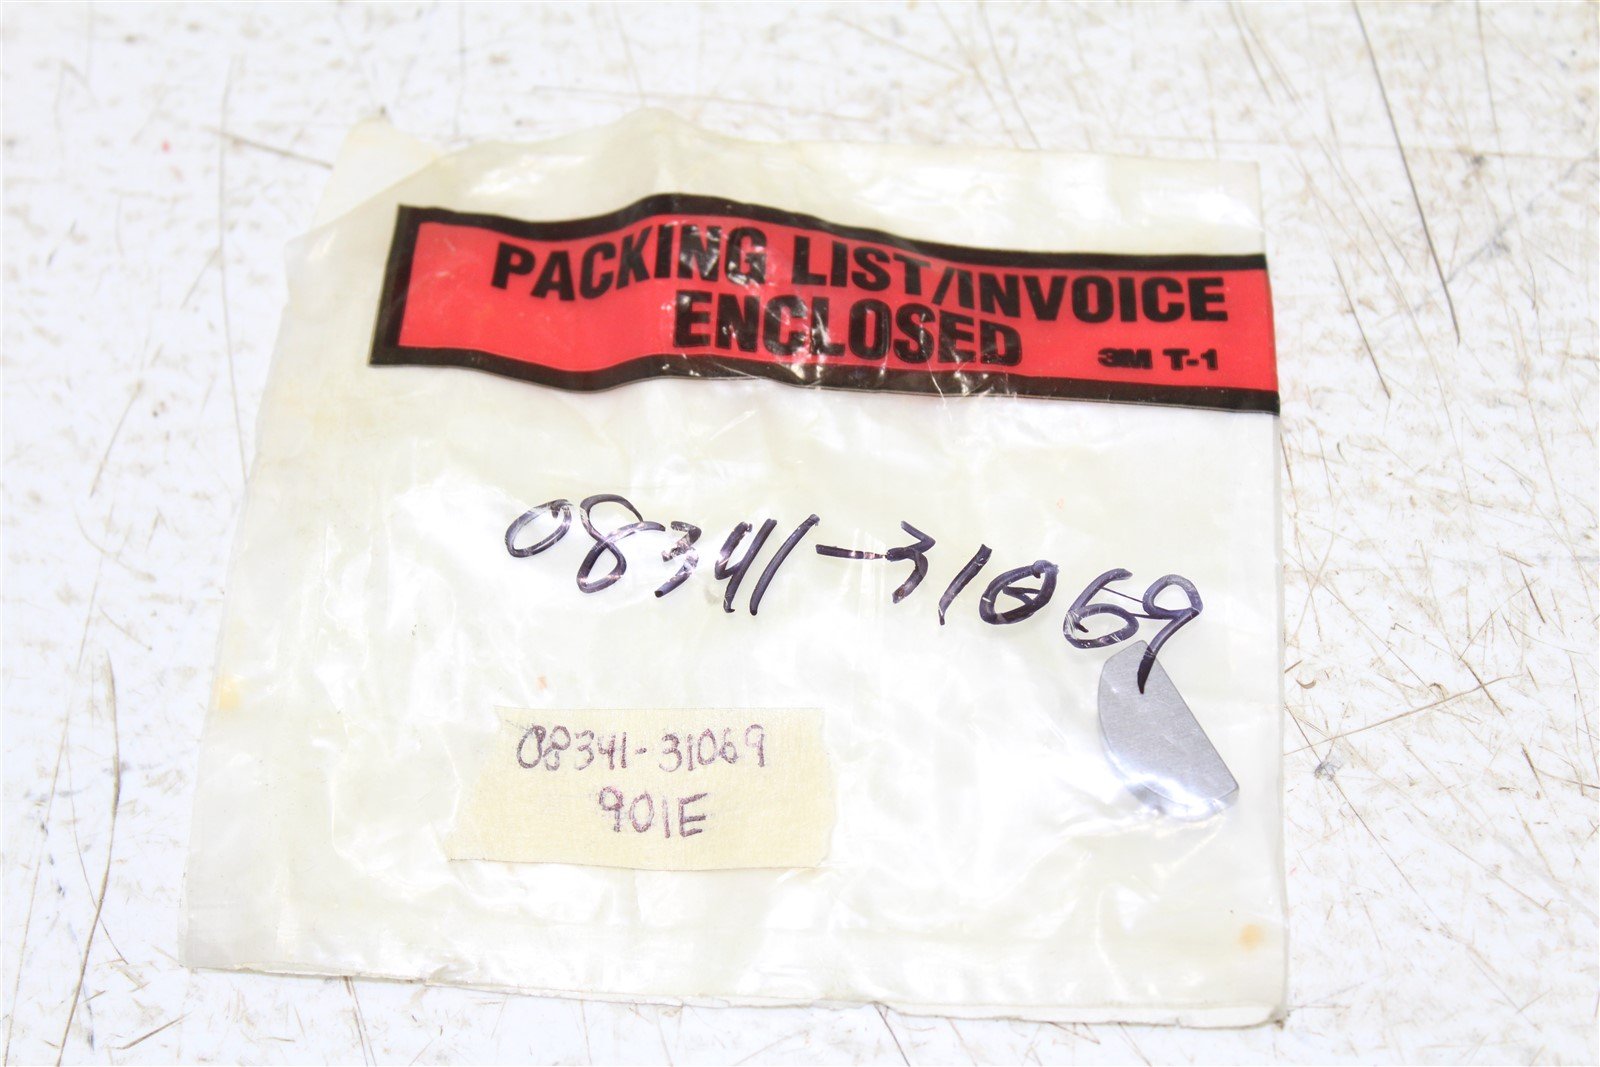 PACKING LIST/INVOICE
ENCLOSED 3M T-1
08341-31069
08341-31069
901E